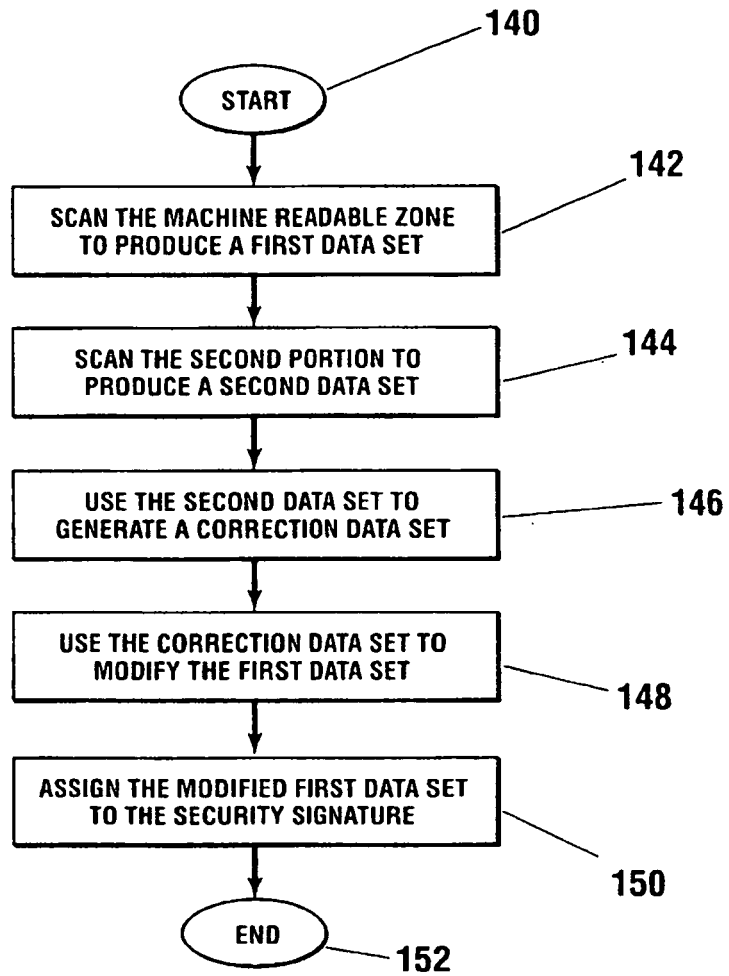 140
START
142
SCAN THE MACHINE READABLE ZONE
TO PRODUCE A FIRST DATA SET
144
SCAN THE SECOND PORTION TO
PRODUCE A SECOND DATA SET
146
USE THE SECOND DATA SET TO
GENERATE A CORRECTION DATA SET
USE THE CORRECTION DATA SET TO
MODIFY THE FIRST DATA SET
148
ASSIGN THE MODIFIED FIRST DATA SET
TO THE SECURITY SIGNATURE
150
END
152